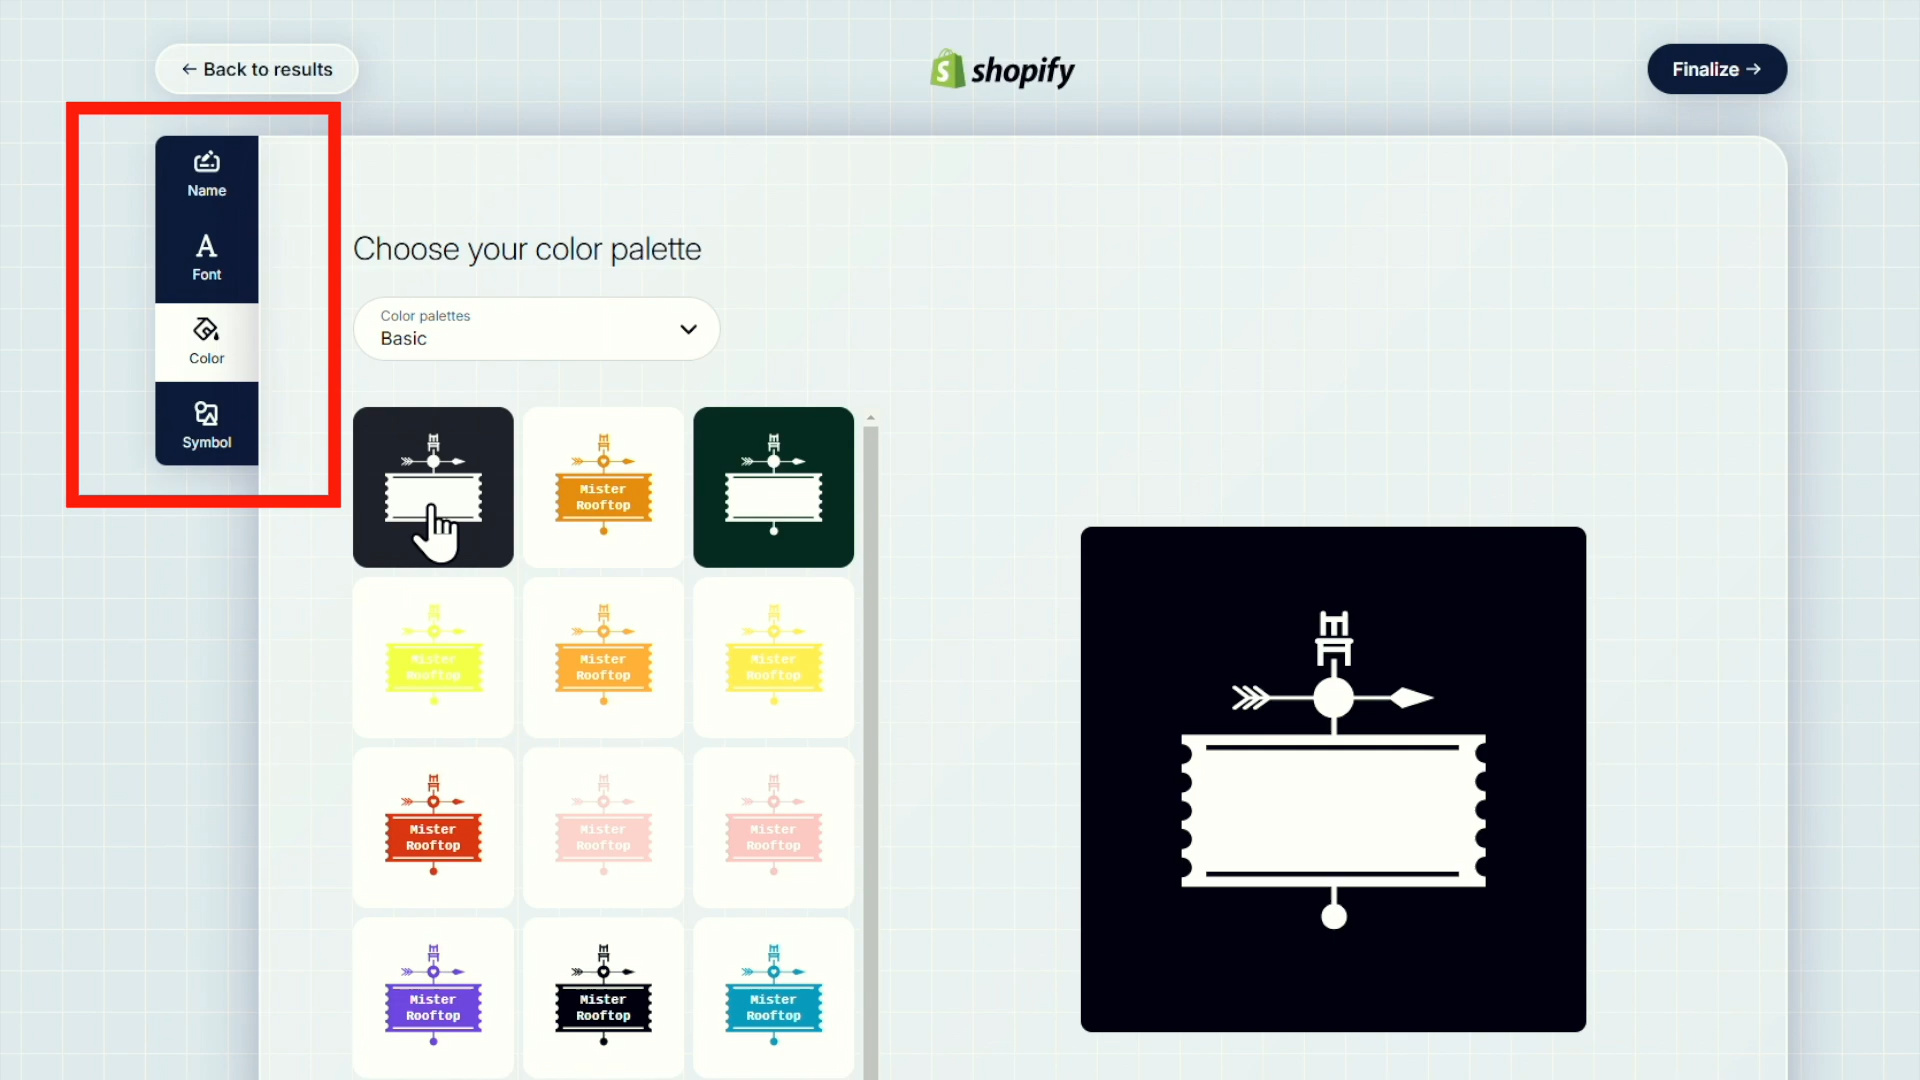 ← Back to results
shopify
Finalize →
Name
Font
Color
Symbol
Choose your color palette
Color palettes
Basic
Mister
Rooftop
Mister
Rooftop
Mister
Rooftop
Mister
Rooftop
Mister
Rooftop
Mister
Rooftop
Mister
Rooftop
Mister
Rooftop
Mister
Rooftop
Mister
Rooftop